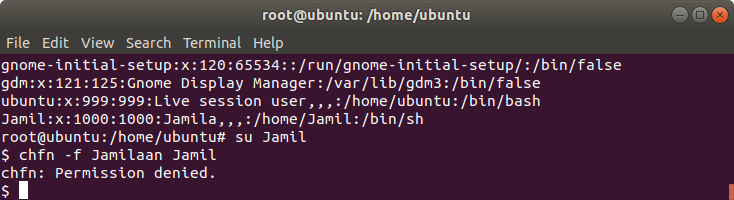 root@ubuntu: /home/ubuntu
File Edit View Search Terminal Help
gnome-initial-setup:x:120:65534::/run/gnome-initial-setup/:/bin/false
gdm:x:121:125:Gnome Display Manager:/var/lib/gdm3:/bin/false
ubuntu:x:999:999:Live session user,,,:/home/ubuntu:/bin/bash
Jamil:x:1000:1000:Jamila,,,:/home/Jamil:/bin/sh
root@ubuntu:/home/ubuntu# su Jamil
$ chfn -f Jamilaan Jamil
chfn: Permission denied.
$